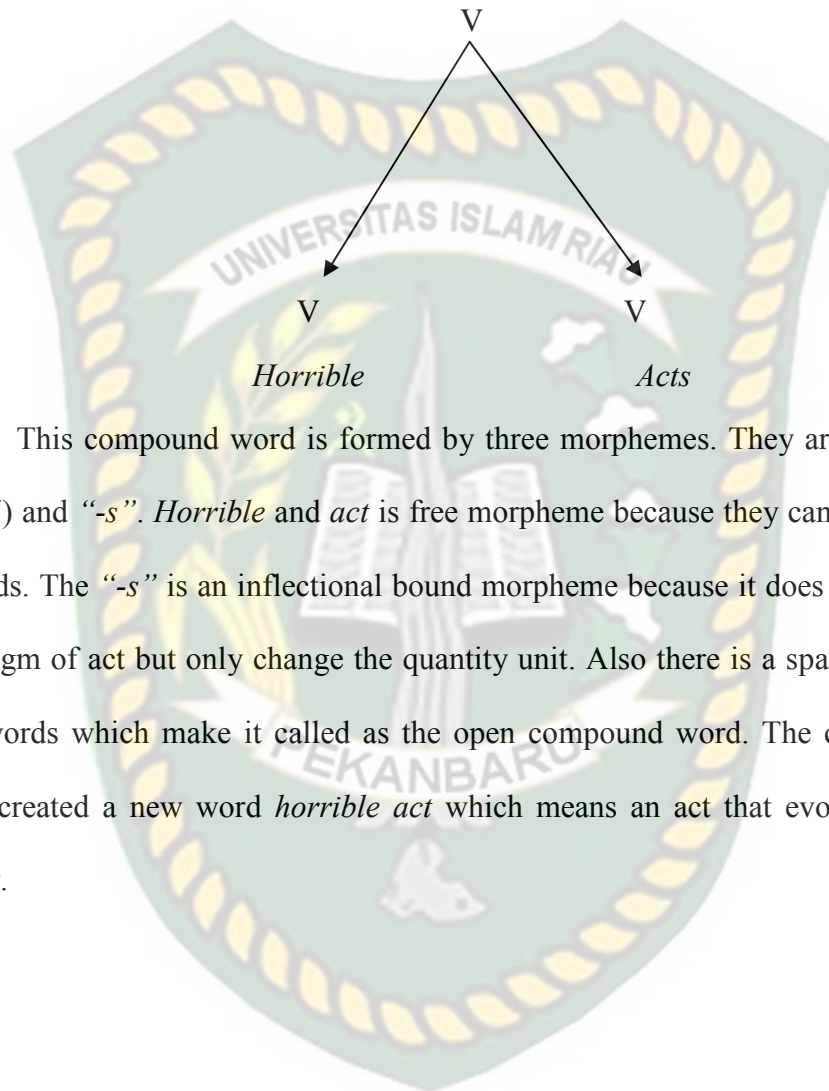 V
UNIVERSITAS ISLAM RIAU
V V
Horrible Acts
This compound word is formed by three morphemes. They ar
) and “-s”. Horrible and act is free morpheme because they can
ds. The “-s” is an inflectional bound morpheme because it does
gm of act but only change the quantity unit. Also there is a spa
words which make it called as the open compound word. The
PEKANBARU
created a new word horrible act which means an act that evo
.